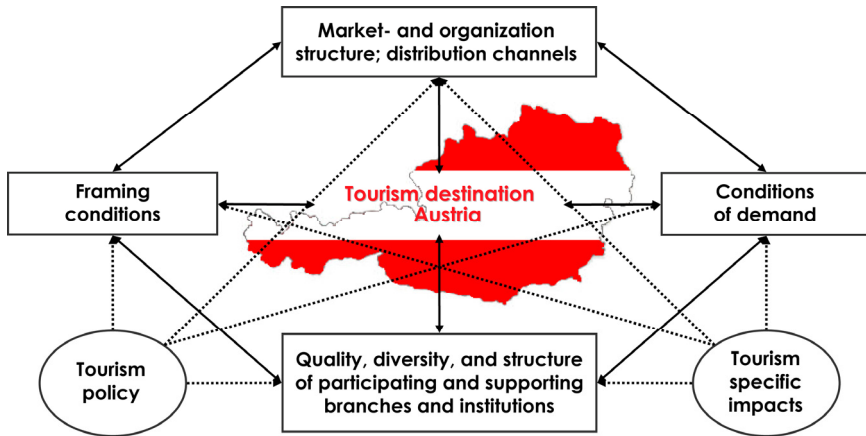 Market- and organization
structure; distribution channels
Framing
conditions
Tourism destination
Austria
Conditions
of demand
Tourism
policy
Quality, diversity, and structure
of participating and supporting
branches and institutions
Tourism
specific
impacts